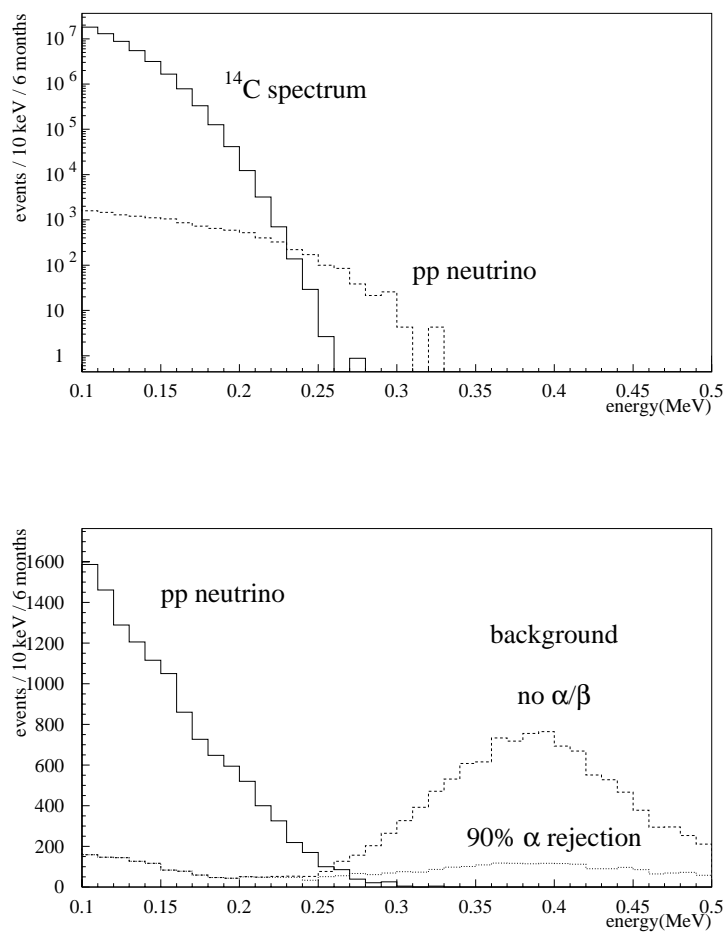 events / 10 keV / 6 months
10^7
10^6
10^5
10^4
10^3
10^2
10
1
^14C spectrum
pp neutrino
0.1 0.15 0.2 0.25 0.3 0.35 0.4 0.45 0.5
energy(MeV)
events / 10 keV / 6 months
1600
1400
1200
1000
800
600
400
200
0
pp neutrino
background
no α/β
90% α rejection
0.1 0.15 0.2 0.25 0.3 0.35 0.4 0.45 0.5
energy(MeV)